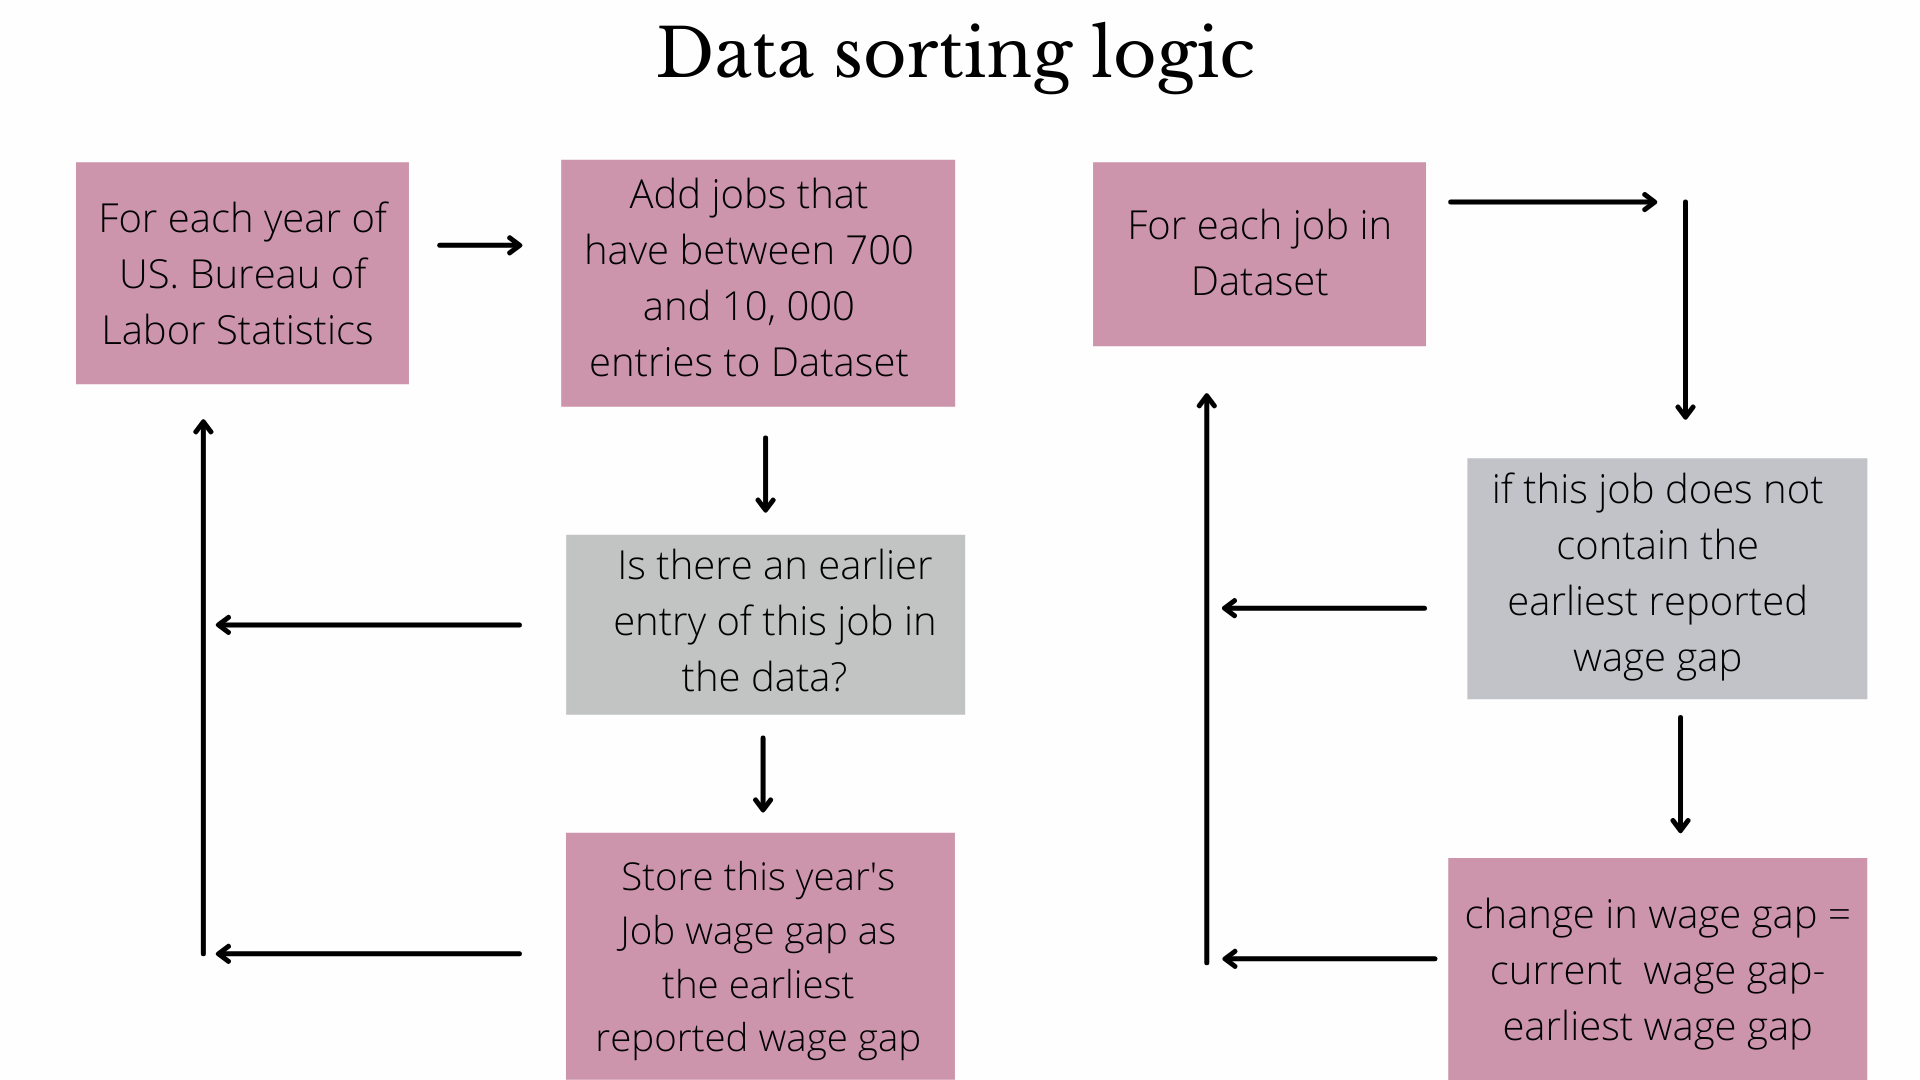 Data sorting logic
For each year of
US. Bureau of
Labor Statistics
Add jobs that
have between 700
and 10, 000
entries to Dataset
Is there an earlier
entry of this job in
the data?
Store this year's
Job wage gap as
the earliest
reported wage gap
For each job in
Dataset
if this job does not
contain the
earliest reported
wage gap
change in wage gap =
current  wage gap-
earliest wage gap